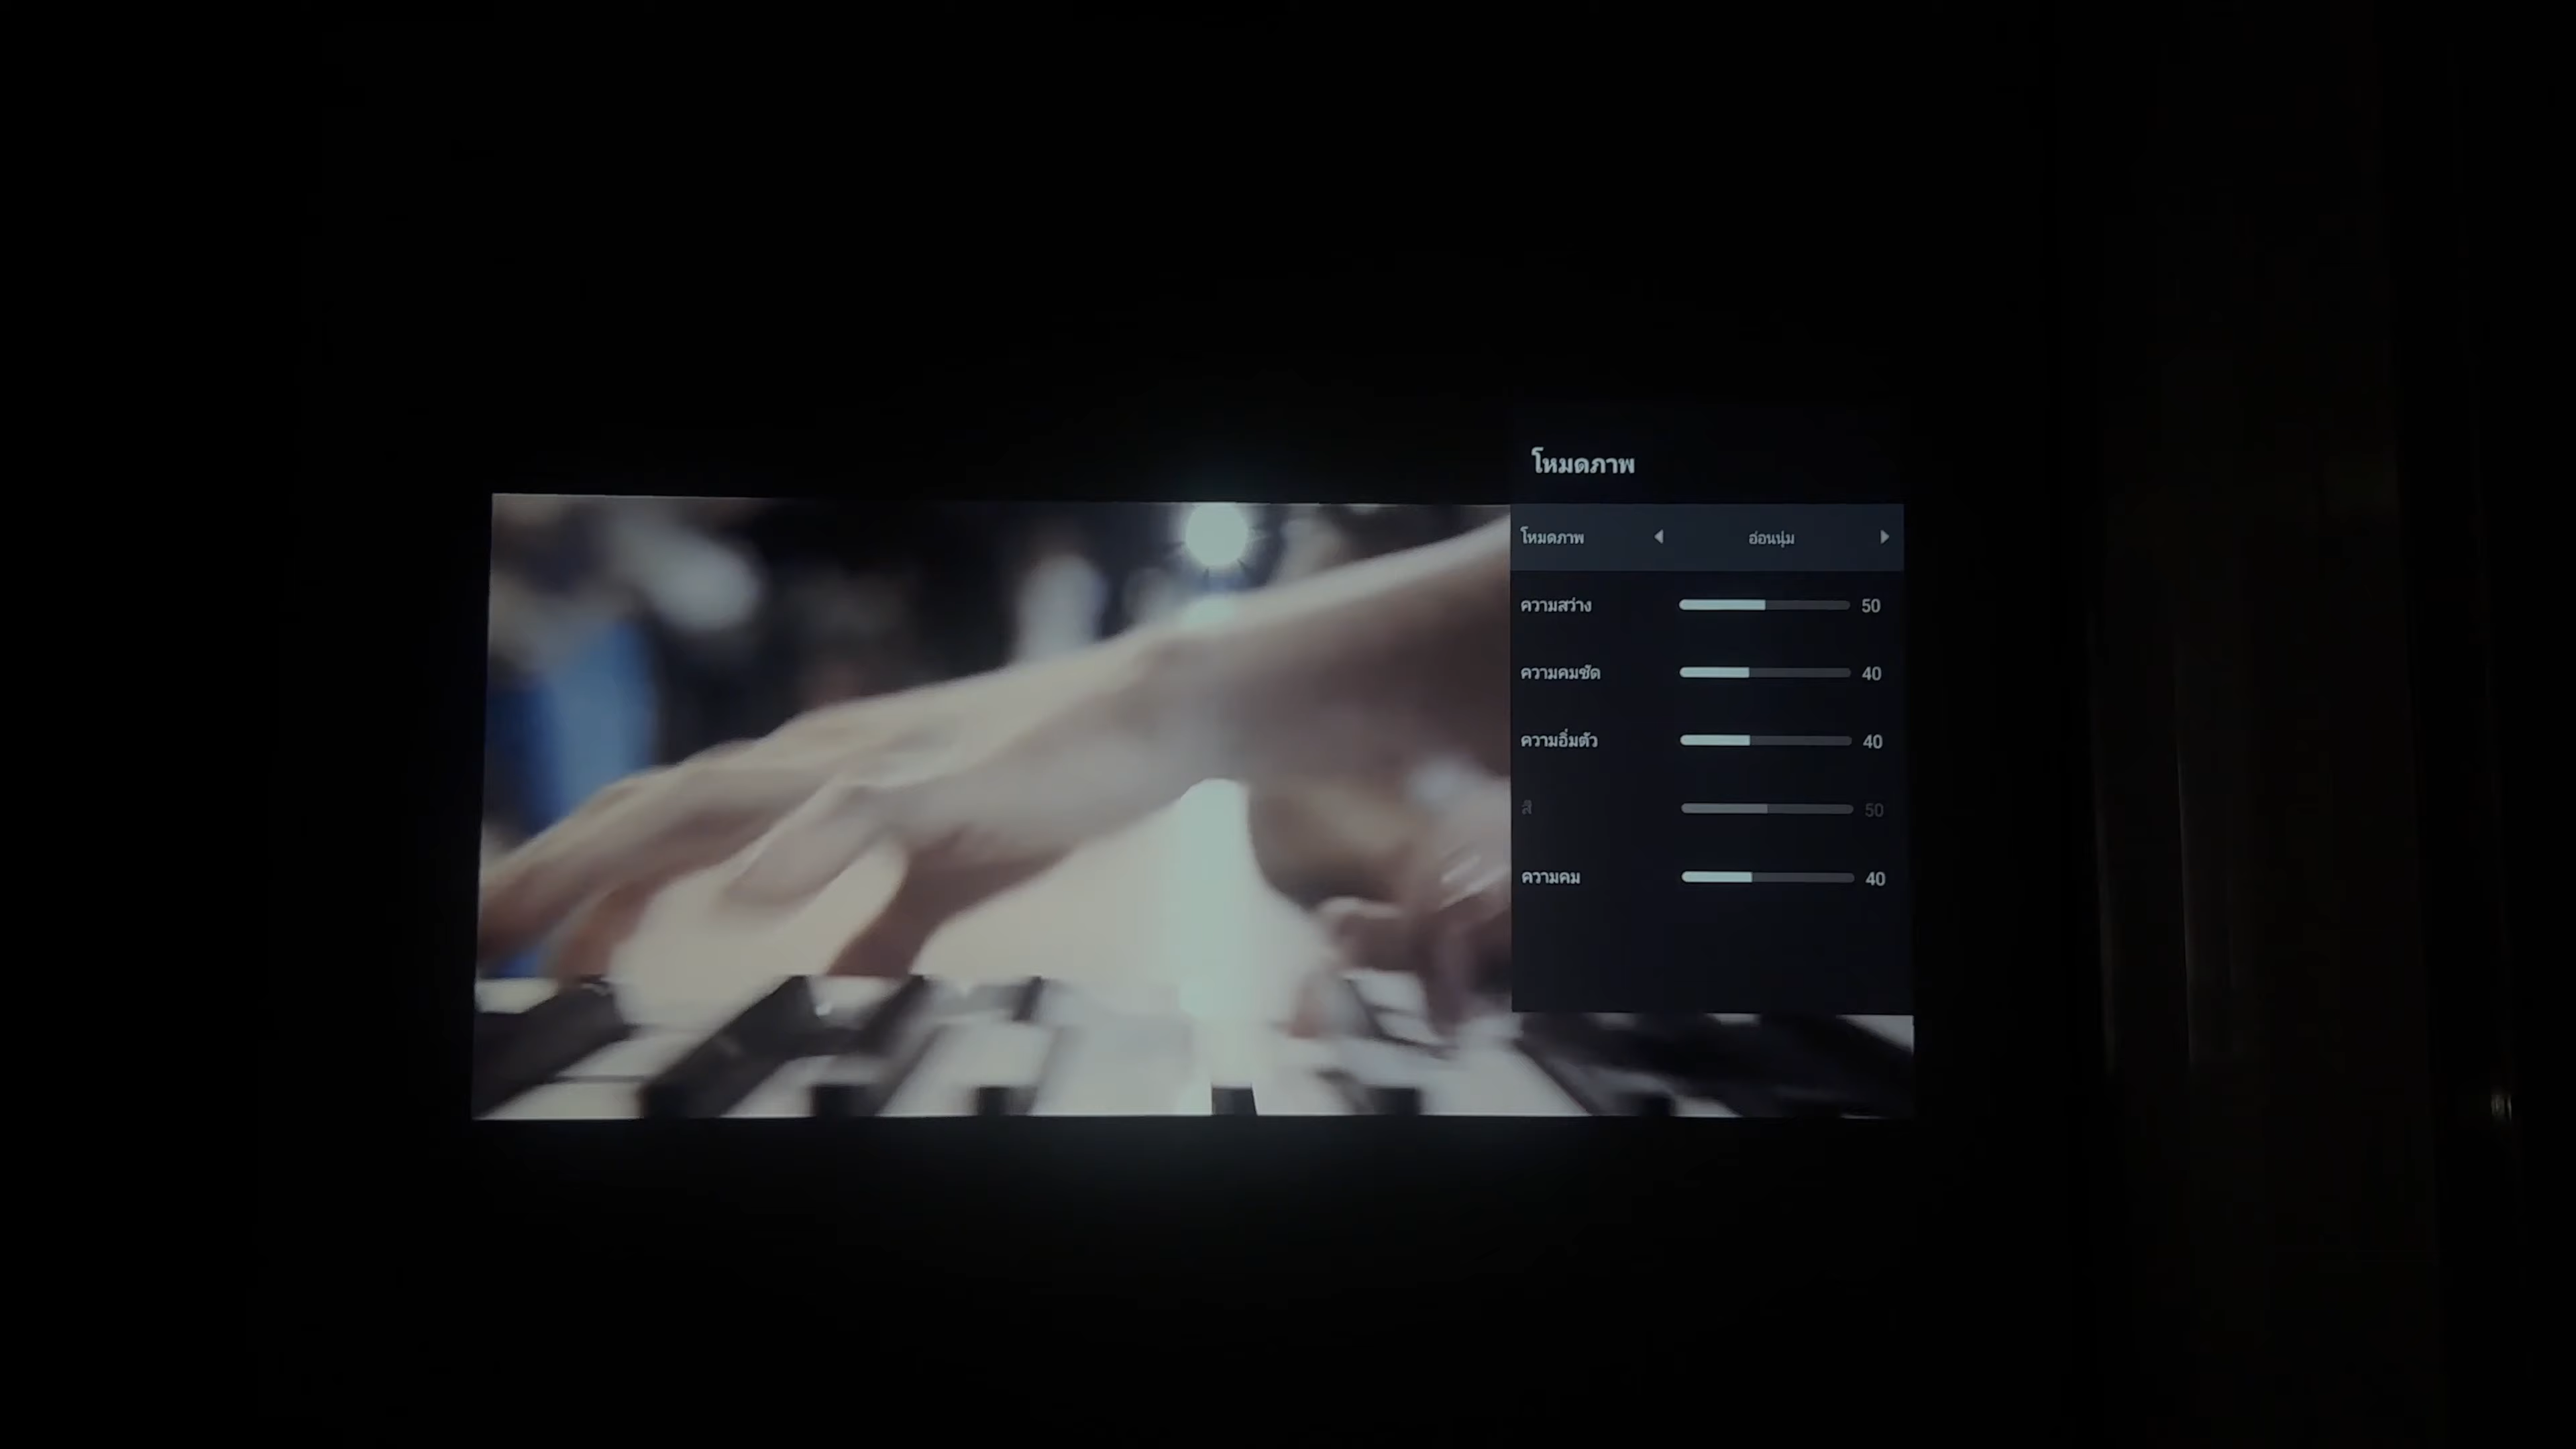 โหมดภาพ
โหมดภาพ อ่อนนุ่ม
ความสว่าง 50
ความคมชัด 40
ความอิ่มตัว 40
สี 50
ความคม 40